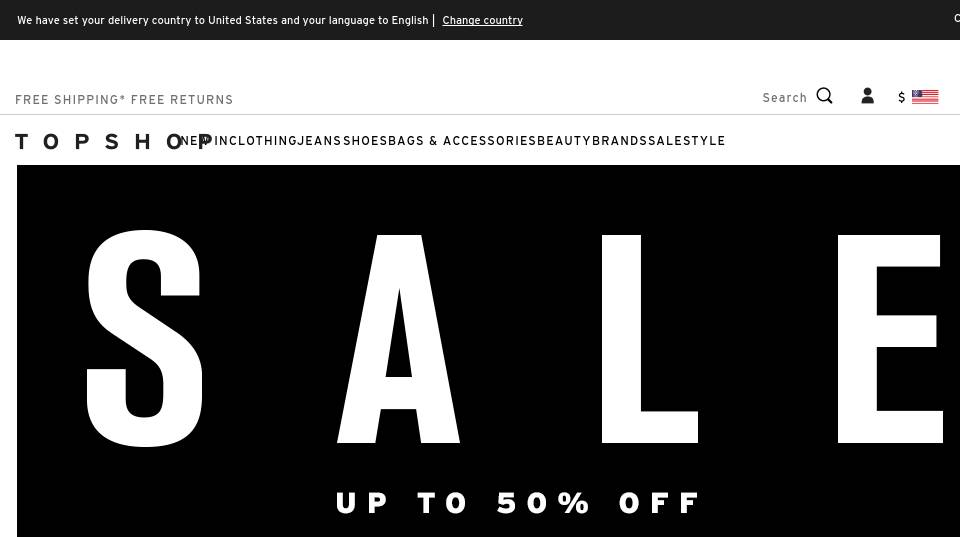 We have set your delivery country to United States and your language to English | Change country
FREE SHIPPING* FREE RETURNS
Search
$
TOPSHOP
NEW IN CLOTHING JEANS SHOES BAGS & ACCESSORIES BEAUTY BRANDS SALE STYLE
SALE
UP TO 50% OFF